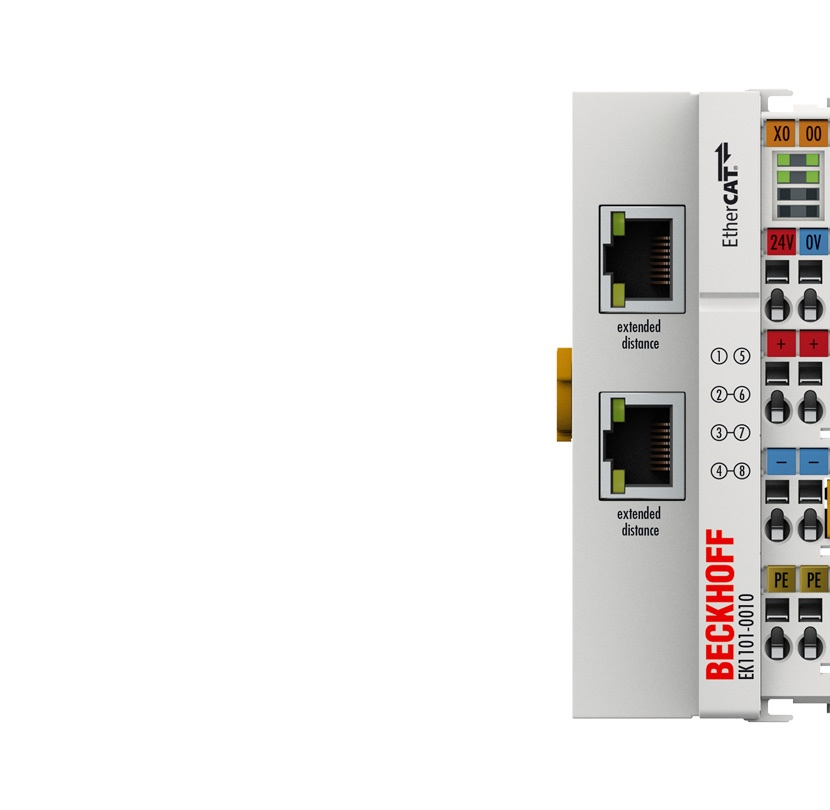 X0 00
EtherCAT®
24V 0V
extended
distance
+ +
1 5
2 6
3 7
4 8
− −
extended
distance
PE PE
BECKHOFF
EK1101-0010